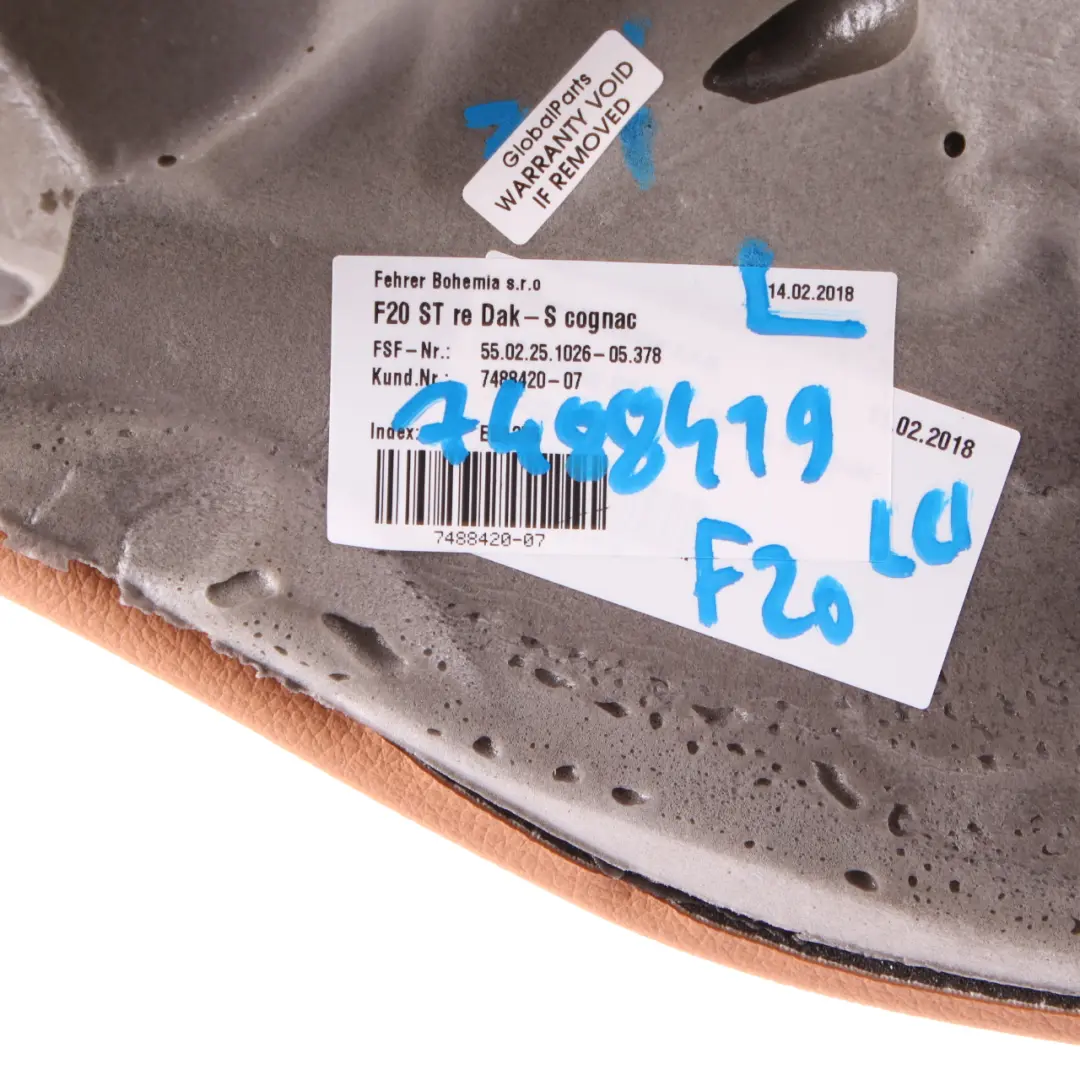 GlobalParts
WARRANTY VOID
IF REMOVED
Fehrer Bohemia s.r.o
14.02.2018
L
F20 ST re Dak-S cognac
FSF-Nr.: 55.02.25.1026-05.378
Kund.Nr.: 7488420-07
Index:
7488419
7488420-07
.02.2018
F20 LCI